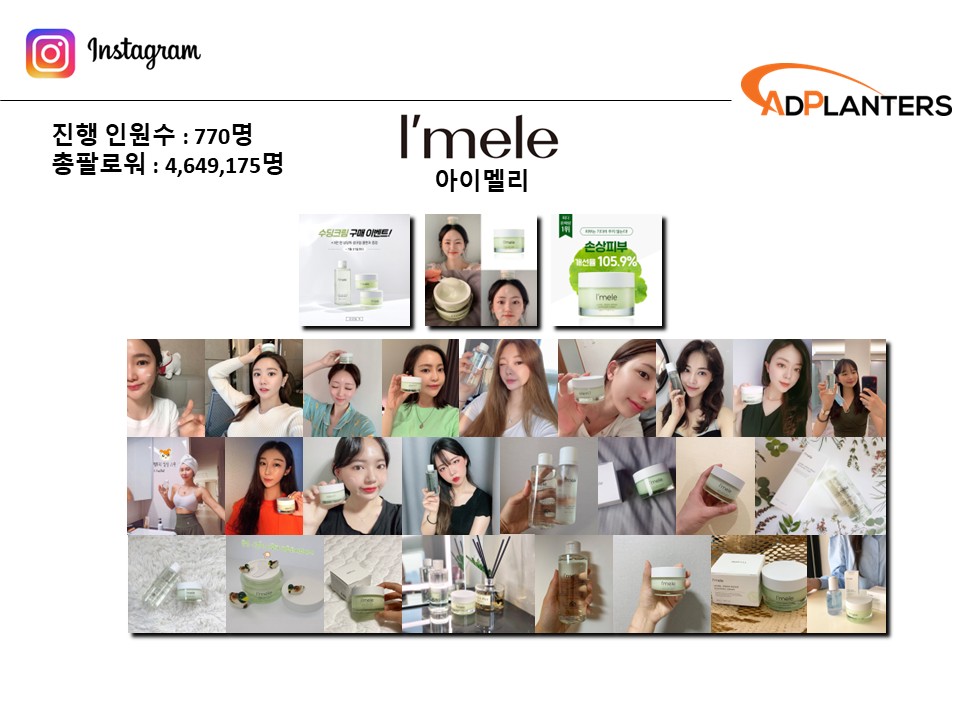 Instagram
ADPLANTERS
진행 인원수 : 770명
총팔로워 : 4,649,175명
I'mele
아이멜리
수딩크림 구매 이벤트!
손상피부
개선율 105.9%
I'mele